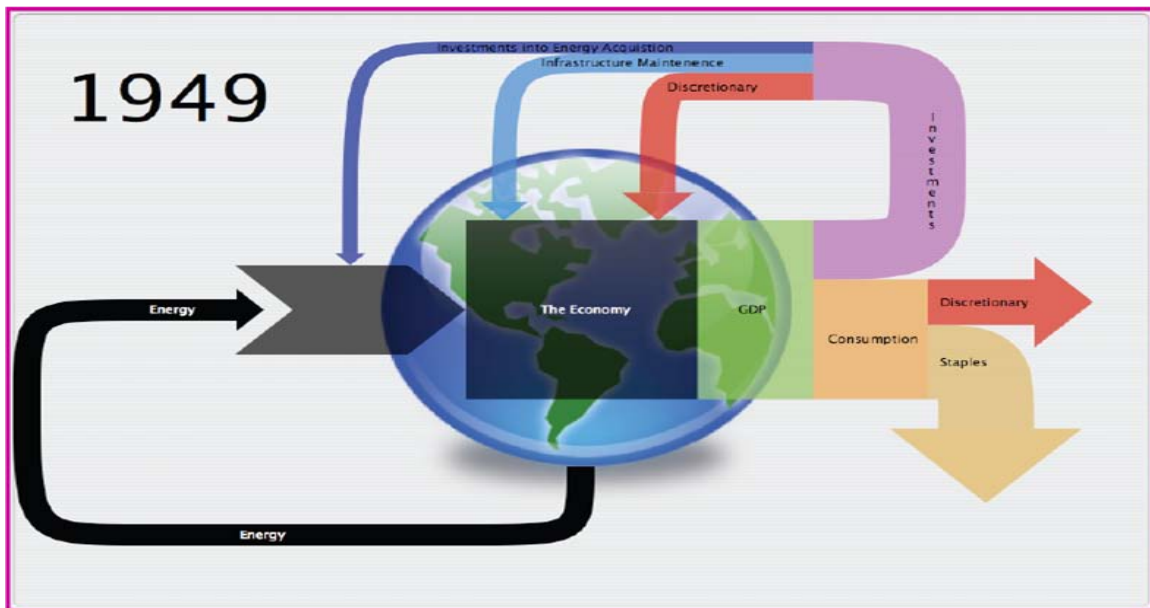 1949
Investments into Energy Acquistion
Infrastructure Maintenence
Discretionary
Investments
Energy
The Economy
GDP
Discretionary
Consumption
Staples
Energy